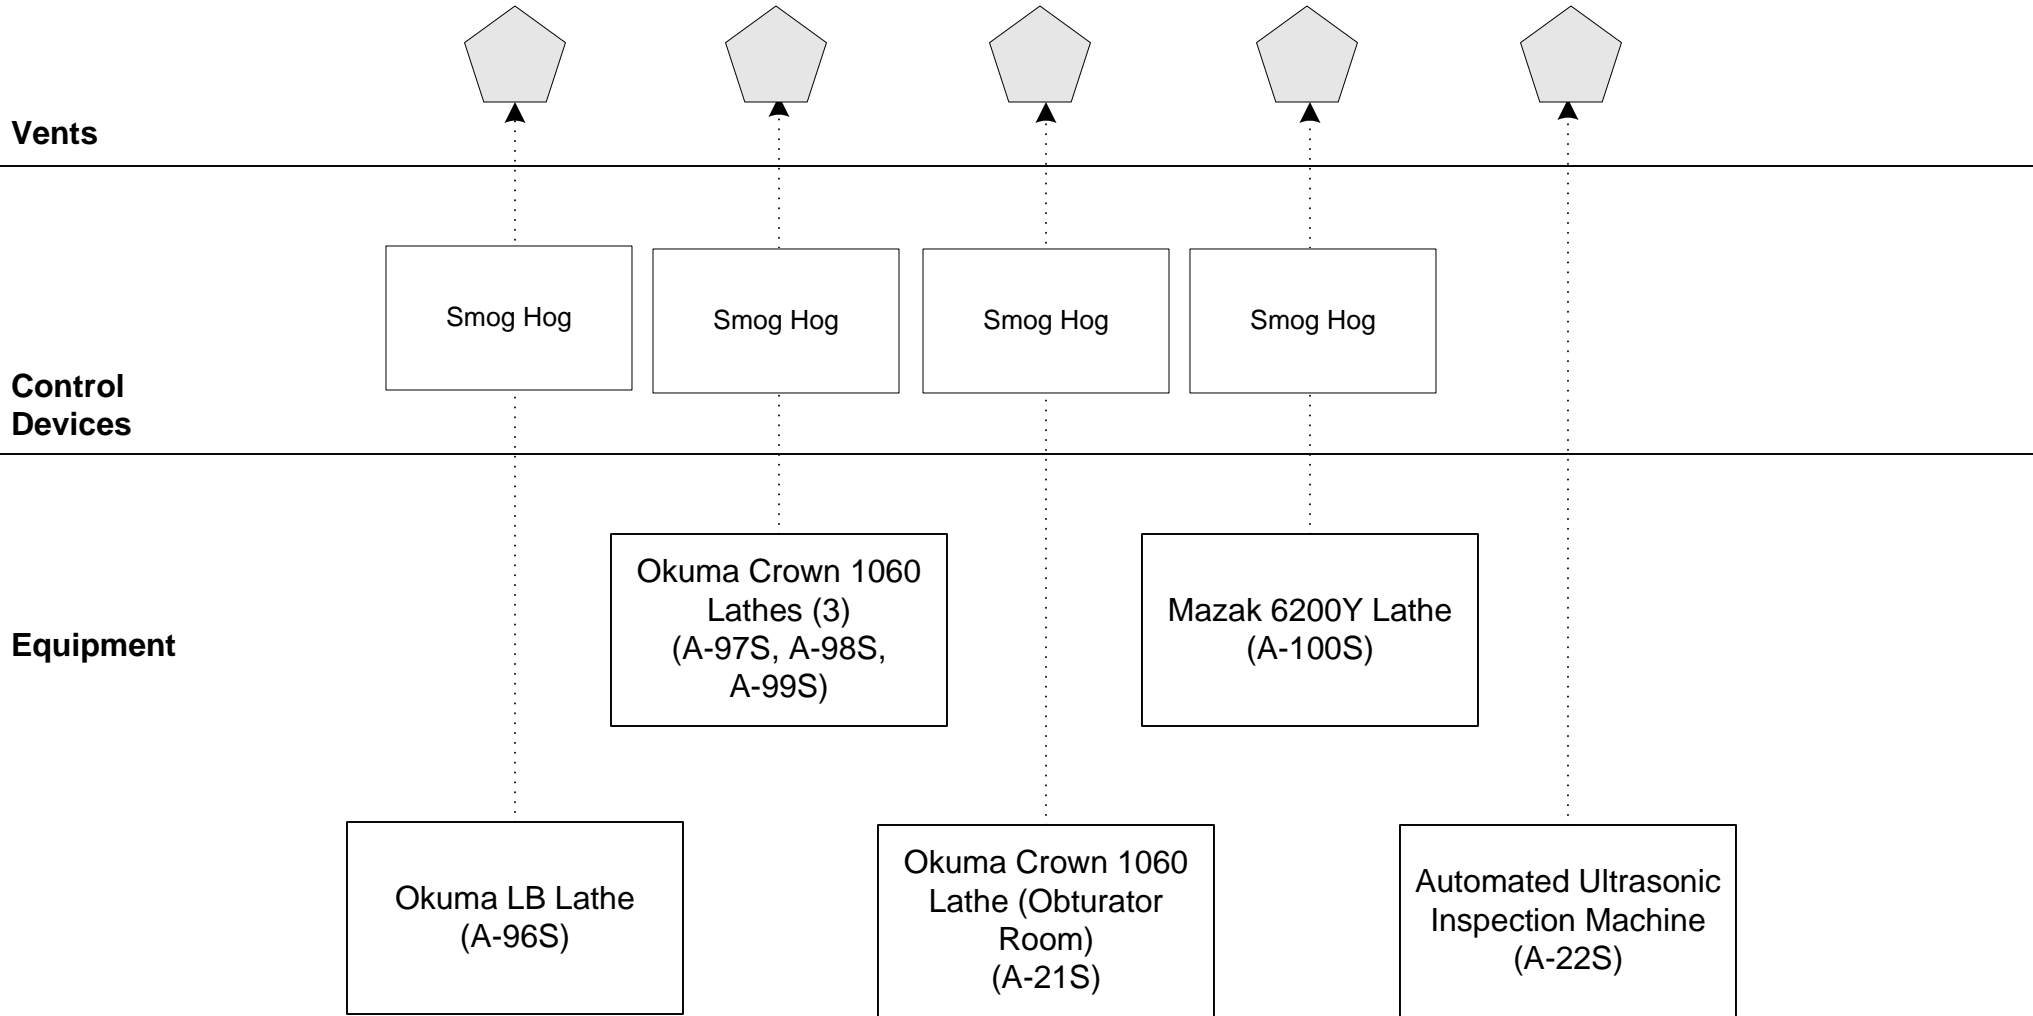 Vents
Smog Hog
Smog Hog
Smog Hog
Smog Hog
Control
Devices
Okuma Crown 1060
Lathes (3)
(A-97S, A-98S,
A-99S)
Mazak 6200Y Lathe
(A-100S)
Equipment
Okuma LB Lathe
(A-96S)
Okuma Crown 1060
Lathe (Obturator
Room)
(A-21S)
Automated Ultrasonic
Inspection Machine
(A-22S)